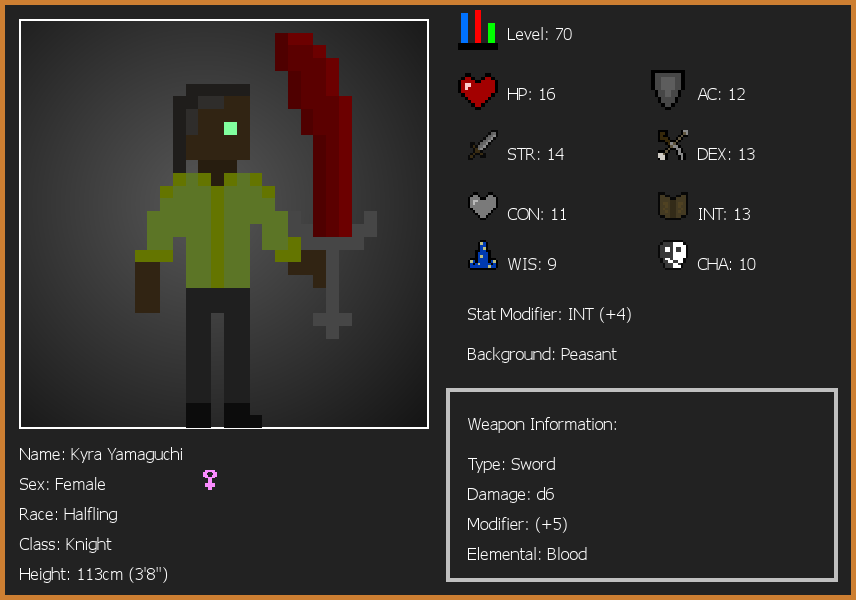 Level: 70
HP: 16
AC: 12
STR: 14
DEX: 13
CON: 11
INT: 13
WIS: 9
CHA: 10
Stat Modifier: INT (+4)
Background: Peasant
Weapon Information:
Type: Sword
Damage: d6
Modifier: (+5)
Elemental: Blood
Name: Kyra Yamaguchi
Sex: Female
Race: Halfling
Class: Knight
Height: 113cm (3'8")